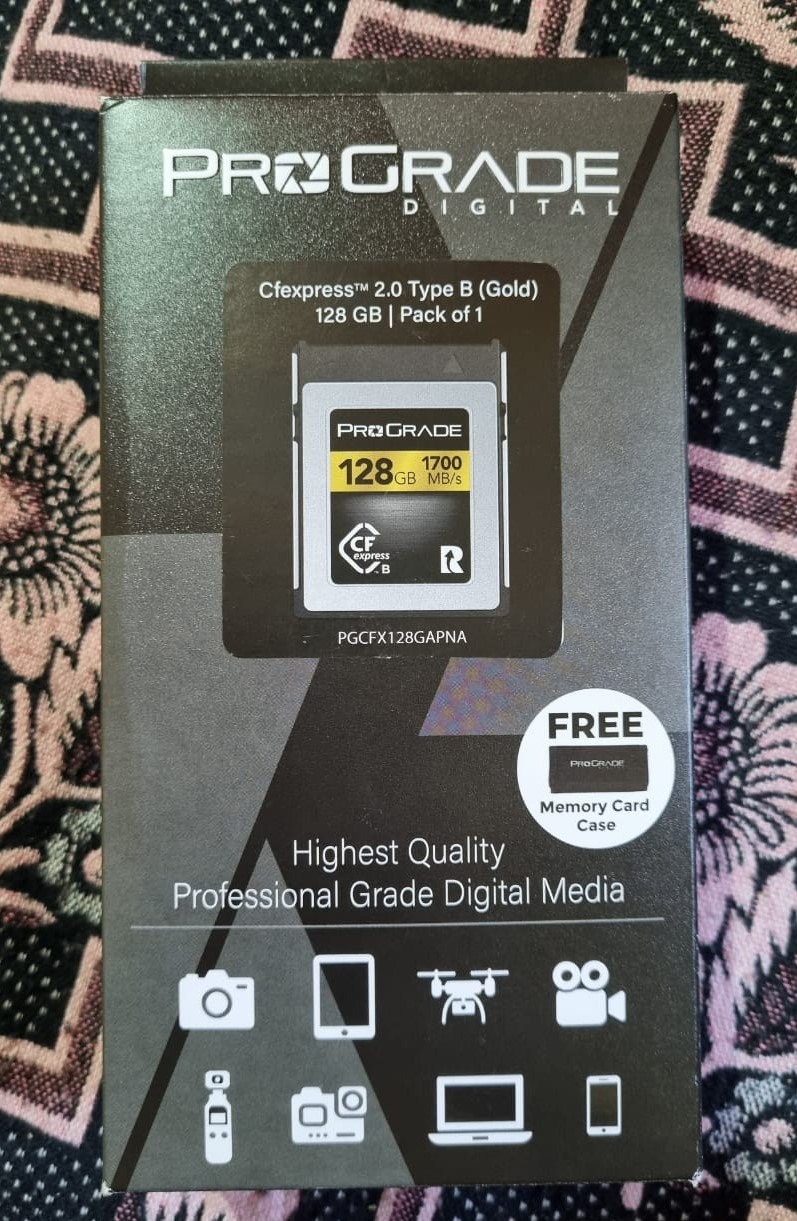 PROGRADE
DIGITAL
Cfexpress™ 2.0 Type B (Gold)
128 GB | Pack of 1
PROGRADE
128GB 1700 MB/s
CF
express
™B
R
PGCFX128GAPNA
FREE
PROGRADE
Memory Card
Case
Highest Quality
Professional Grade Digital Media